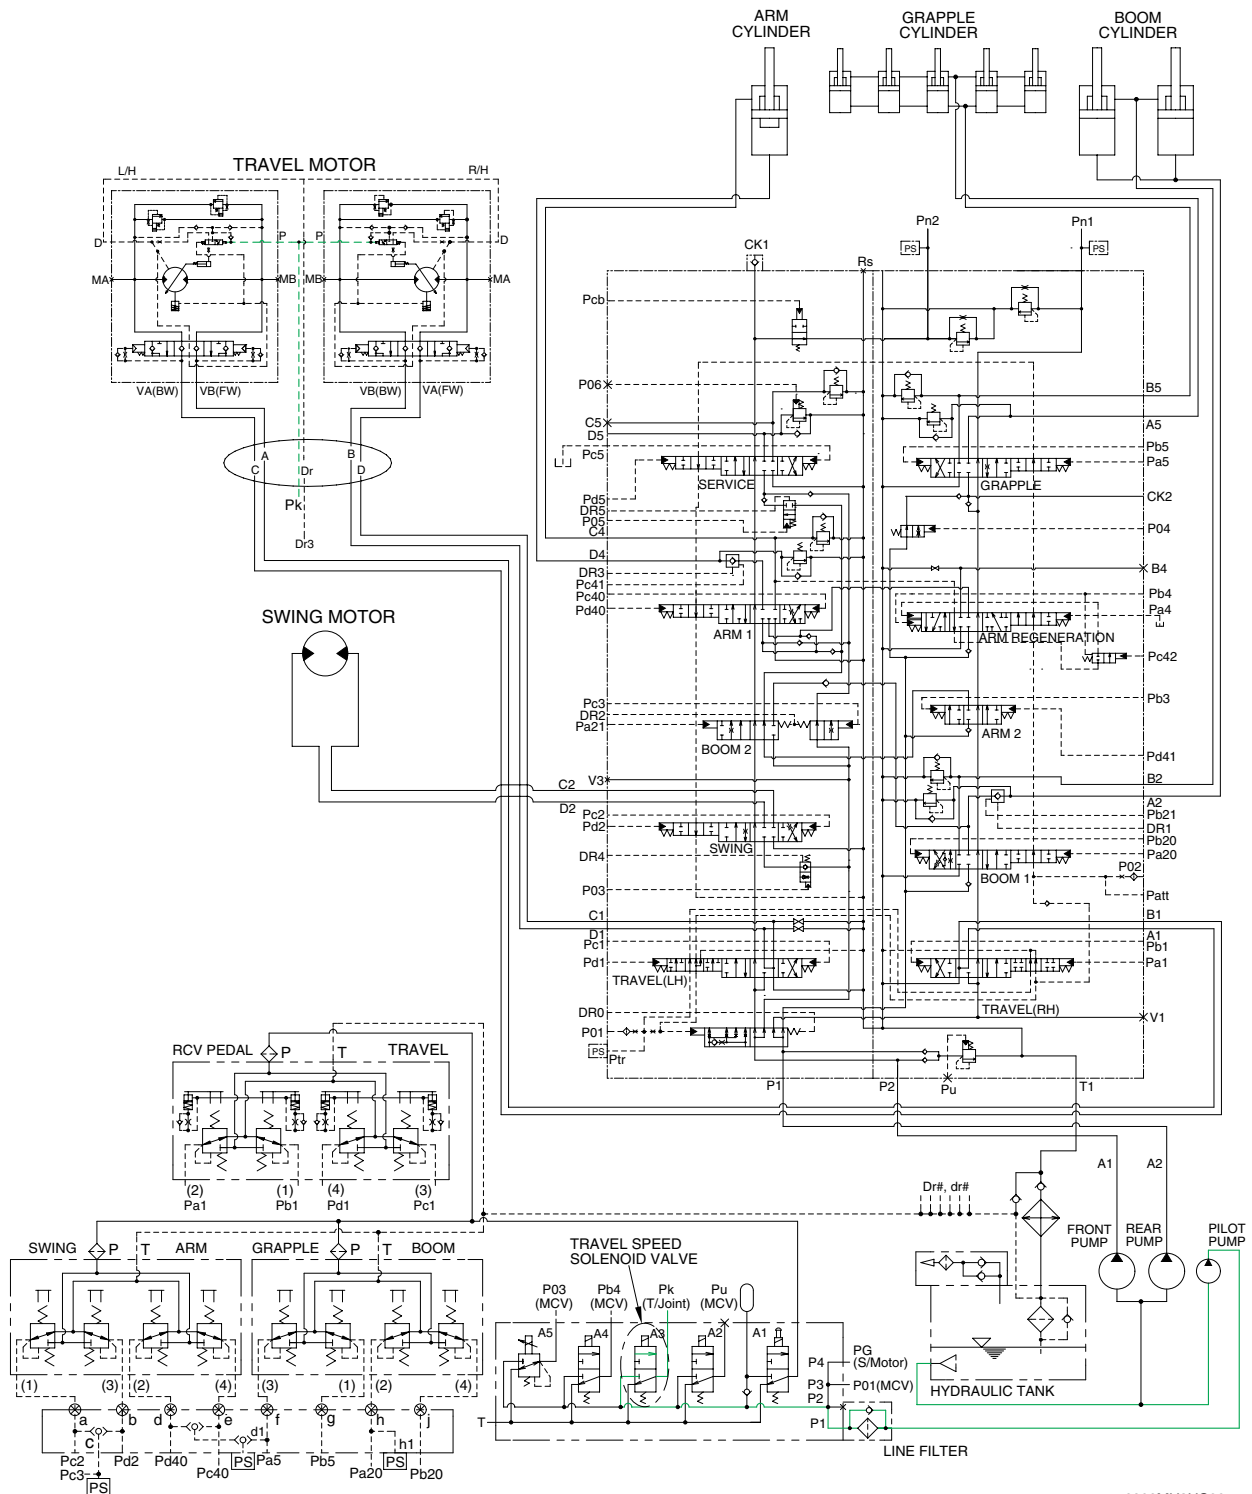 ARM
CYLINDER
GRAPPLE
CYLINDER
BOOM
CYLINDER
TRAVEL MOTOR
L/H
R/H
D
P
P
D
MA
MB
MB
MA
VA(BW)
VB(FW)
VB(BW)
VA(FW)
A
C
B
D
Dr
Pk
Dr3
SWING MOTOR
Pn2
Pn1
PS
PS
CK1
Rs
Pcb
P06
C5
D5
Pc5
SERVICE
Pd5
DR5
P05
C4
D4
DR3
Pc41
Pc40
Pd40
ARM 1
Pc3
DR2
Pa21
BOOM 2
V3
C2
D2
Pc2
Pd2
SWING
DR4
P03
C1
D1
Pc1
Pd1
TRAVEL(LH)
DR0
P01
PS
Ptr
B5
A5
Pb5
Pa5
GRAPPLE
CK2
P04
B4
Pb4
Pa4
ARM REGENERATION
Pc42
Pb3
ARM 2
Pd41
B2
A2
Pb21
DR1
Pb20
Pa20
BOOM 1
P02
Patt
B1
A1
Pb1
Pa1
TRAVEL(RH)
V1
P1
P2
Pu
T1
RCV PEDAL
P
T
TRAVEL
(2)
(1)
(4)
(3)
Pa1
Pb1
Pd1
Pc1
SWING
P
T
ARM
GRAPPLE
P
T
BOOM
(1)
(3)
(2)
(4)
(3)
(1)
(2)
(4)
a
b
d
e
f
g
h
j
c
d1
h1
Pc2
Pd2
Pd40
Pc40
PS
Pa5
Pb5
Pa20
PS
Pb20
Pc3
PS
TRAVEL SPEED
SOLENOID VALVE
P03
(MCV)
Pb4
(MCV)
Pk
(T/Joint)
Pu
(MCV)
A5
A4
A3
A2
A1
T
P4
PG
(S/Motor)
P3
P01(MCV)
P2
P1
LINE FILTER
Dr#, dr#
A1
A2
FRONT
PUMP
REAR
PUMP
PILOT
PUMP
HYDRAULIC TANK